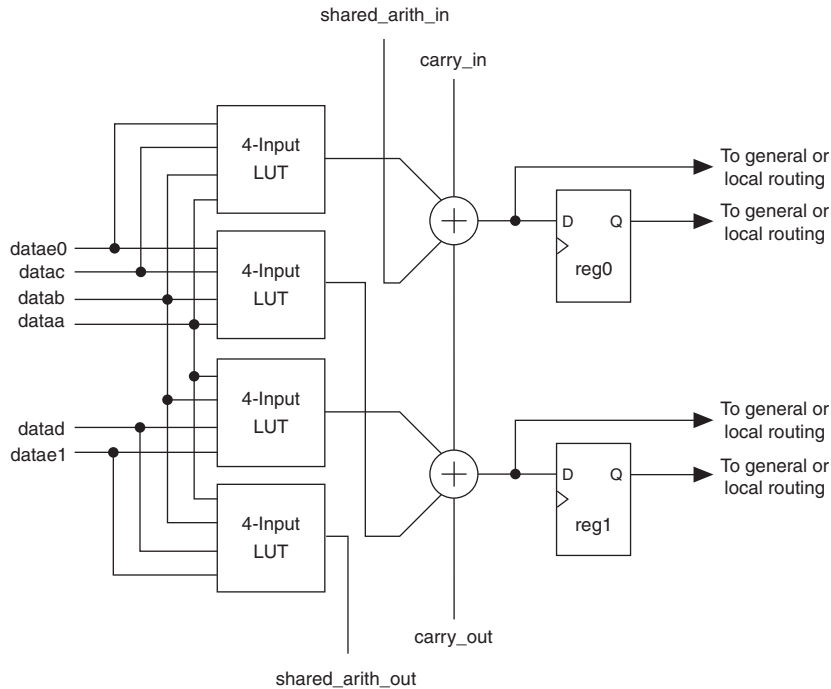 shared_arith_in
carry_in
4-Input
LUT
To general or
local routing
D
Q
reg0
To general or
local routing
datae0
datac
datab
dataa
4-Input
LUT
4-Input
LUT
To general or
local routing
datad
datae1
D
Q
reg1
To general or
local routing
4-Input
LUT
carry_out
shared_arith_out